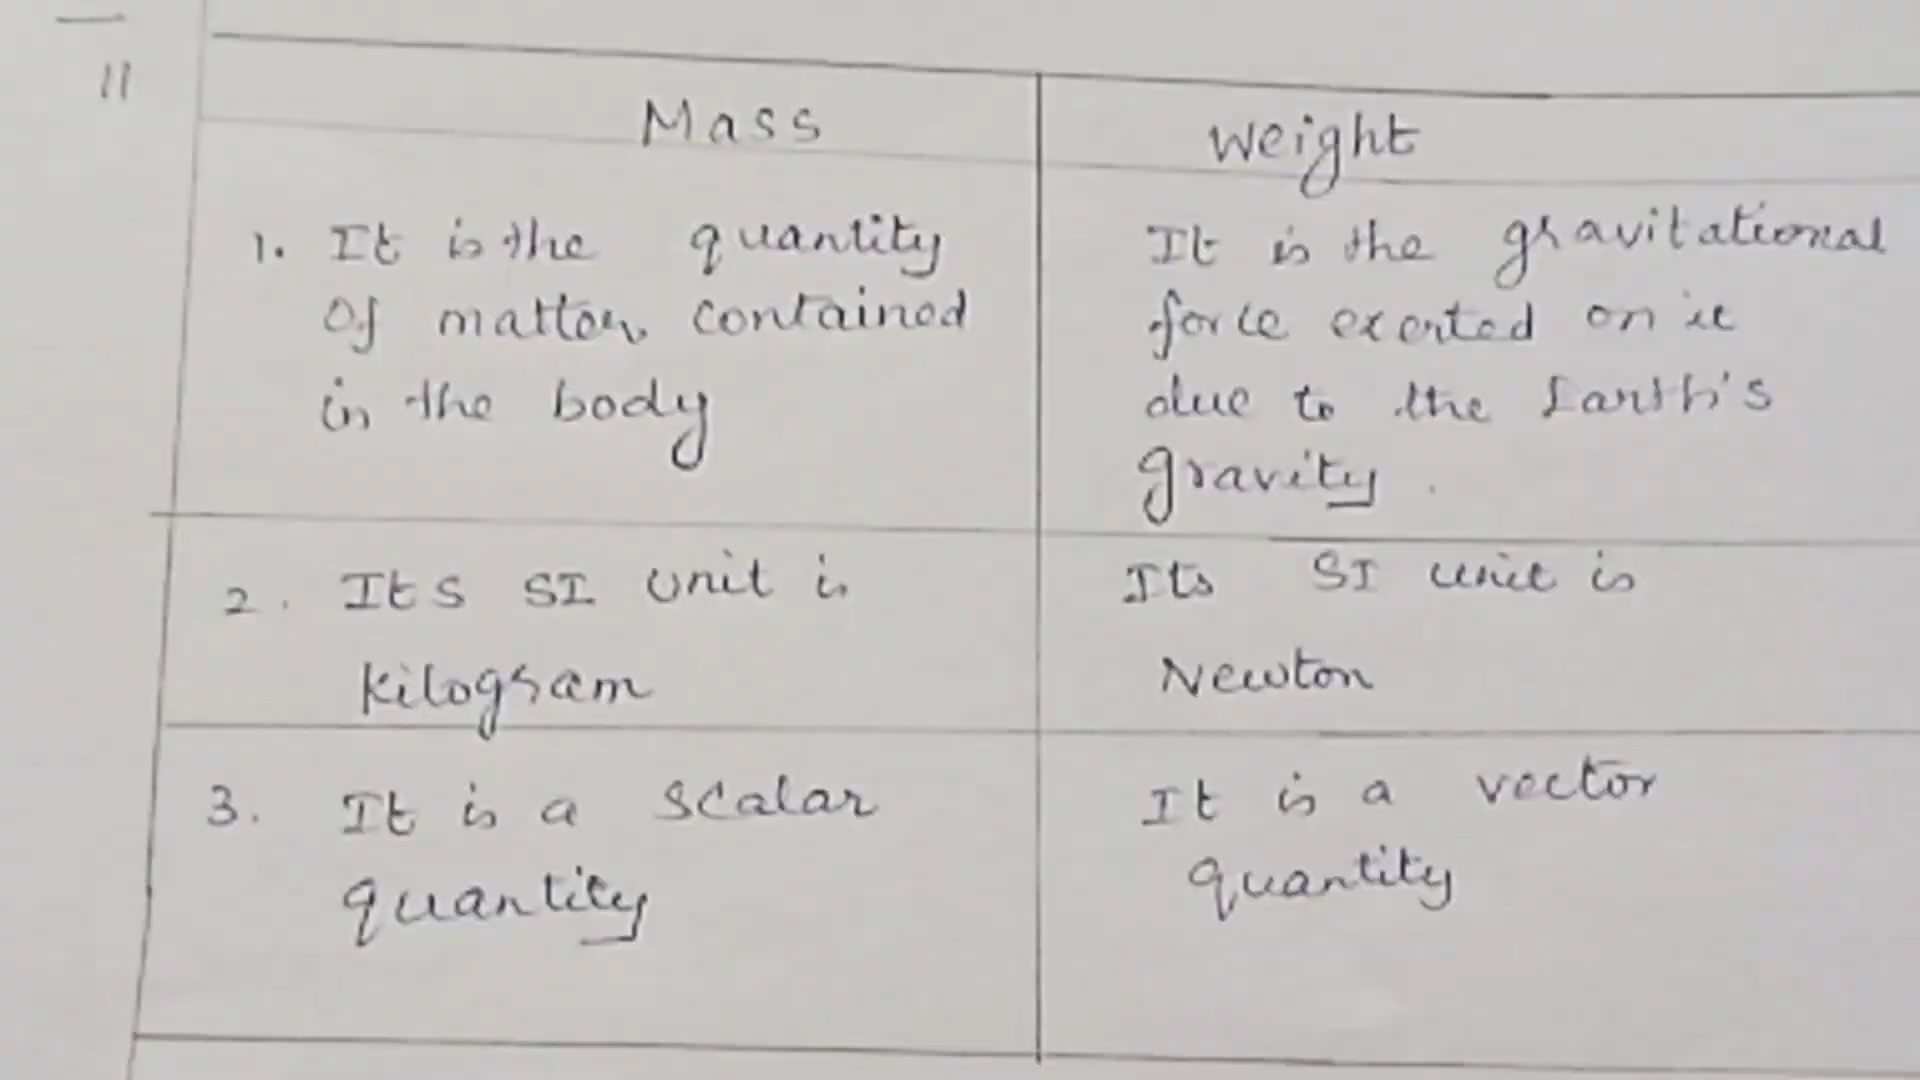 11
Mass
Weight
1. It is the quantity
Of matter contained
in the body
It is the gravitational
force exerted on it
due to the Earth's
gravity.
2. Its SI unit is
kilogram
Its SI unit is
Newton
3. It is a scalar
quantity
It is a vector
quantity